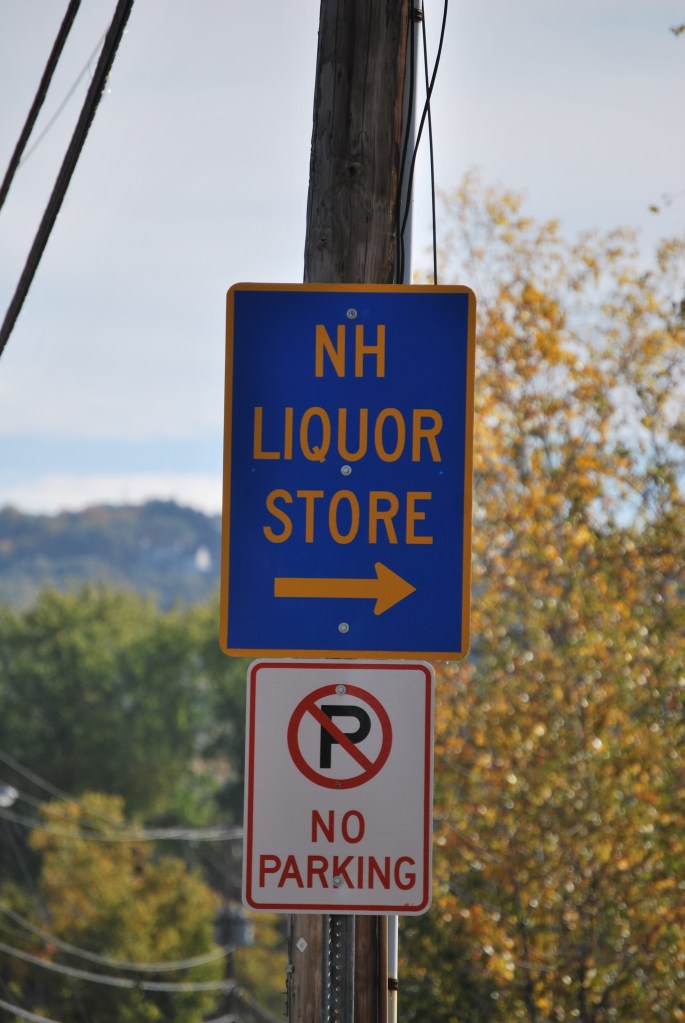 NH
LIQUOR
STORE
P
NO
PARKING